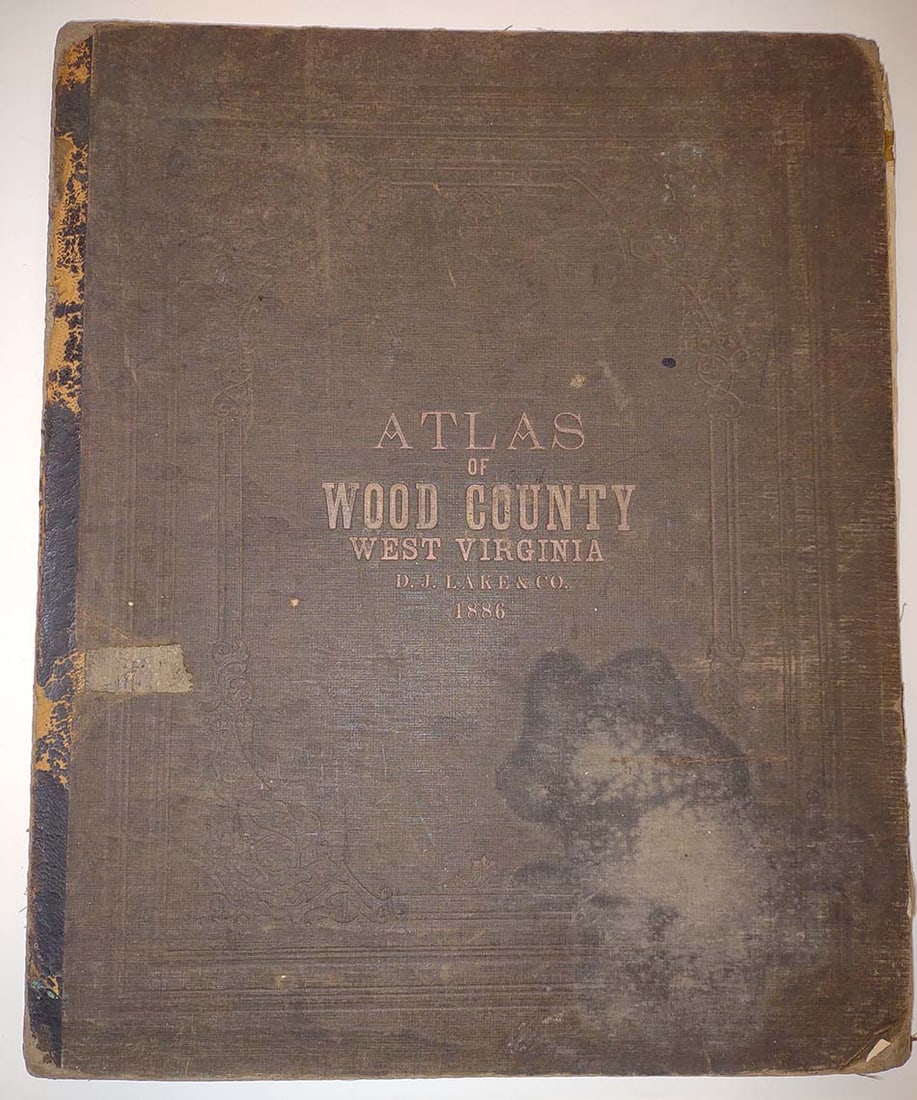 ATLAS
OF
WOOD COUNTY
WEST VIRGINIA
D. J. LAKE & CO.
1886